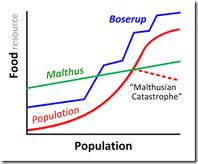 Boserup
Malthus
Population
"Malthusian
Catastrophe"
Food resource
Population